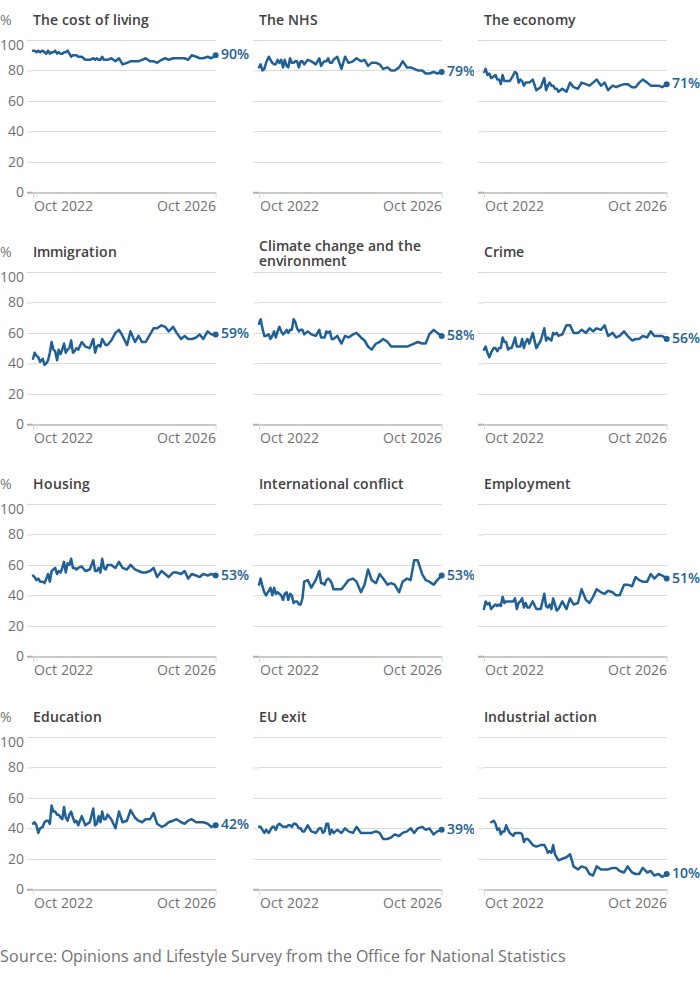 % The cost of living The NHS The economy
100 90% 79% 71%
80
60
40
20
0
Oct 2022 Oct 2026 Oct 2022 Oct 2026 Oct 2022 Oct 2026
% Immigration Climate change and the environment Crime
100
80
60 59% 58% 56%
40
20
0
Oct 2022 Oct 2026 Oct 2022 Oct 2026 Oct 2022 Oct 2026
% Housing International conflict Employment
100
80
60 53% 53% 51%
40
20
0
Oct 2022 Oct 2026 Oct 2022 Oct 2026 Oct 2022 Oct 2026
% Education EU exit Industrial action
100
80
60
40 42% 39%
20 10%
0
Oct 2022 Oct 2026 Oct 2022 Oct 2026 Oct 2022 Oct 2026
Source: Opinions and Lifestyle Survey from the Office for National Statistics